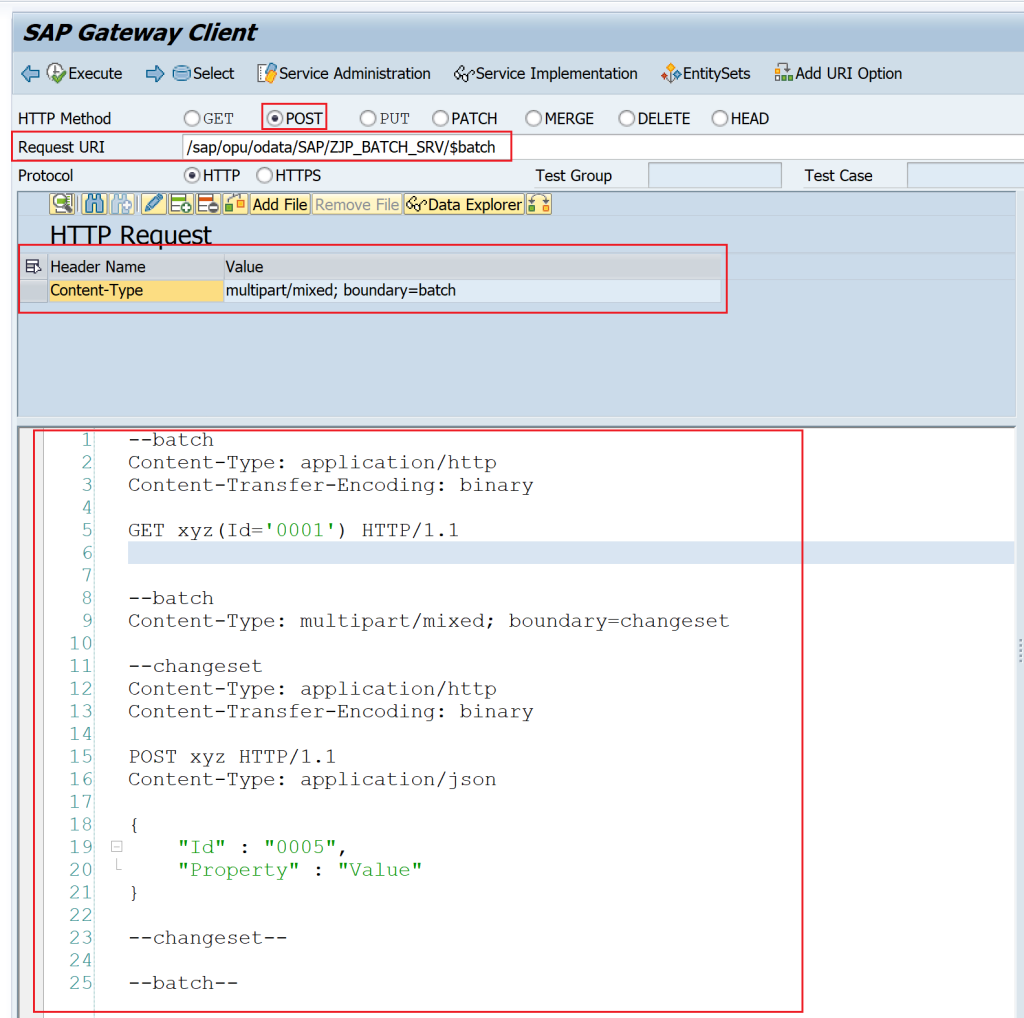 SAP Gateway Client
Execute Select Service Administration Service Implementation EntitySets Add URI Option
HTTP Method GET POST PUT PATCH MERGE DELETE HEAD
Request URI /sap/opu/odata/SAP/ZJP_BATCH_SRV/$batch
Protocol HTTP HTTPS Test Group Test Case
Add File Remove File Data Explorer
HTTP Request
Header Name Value
Content-Type multipart/mixed; boundary=batch
1 --batch
2 Content-Type: application/http
3 Content-Transfer-Encoding: binary
4
5 GET xyz(Id='0001') HTTP/1.1
6
7
8 --batch
9 Content-Type: multipart/mixed; boundary=changeset
10
11 --changeset
12 Content-Type: application/http
13 Content-Transfer-Encoding: binary
14
15 POST xyz HTTP/1.1
16 Content-Type: application/json
17
18 {
19 "Id" : "0005",
20 "Property" : "Value"
21 }
22
23 --changeset--
24
25 --batch--